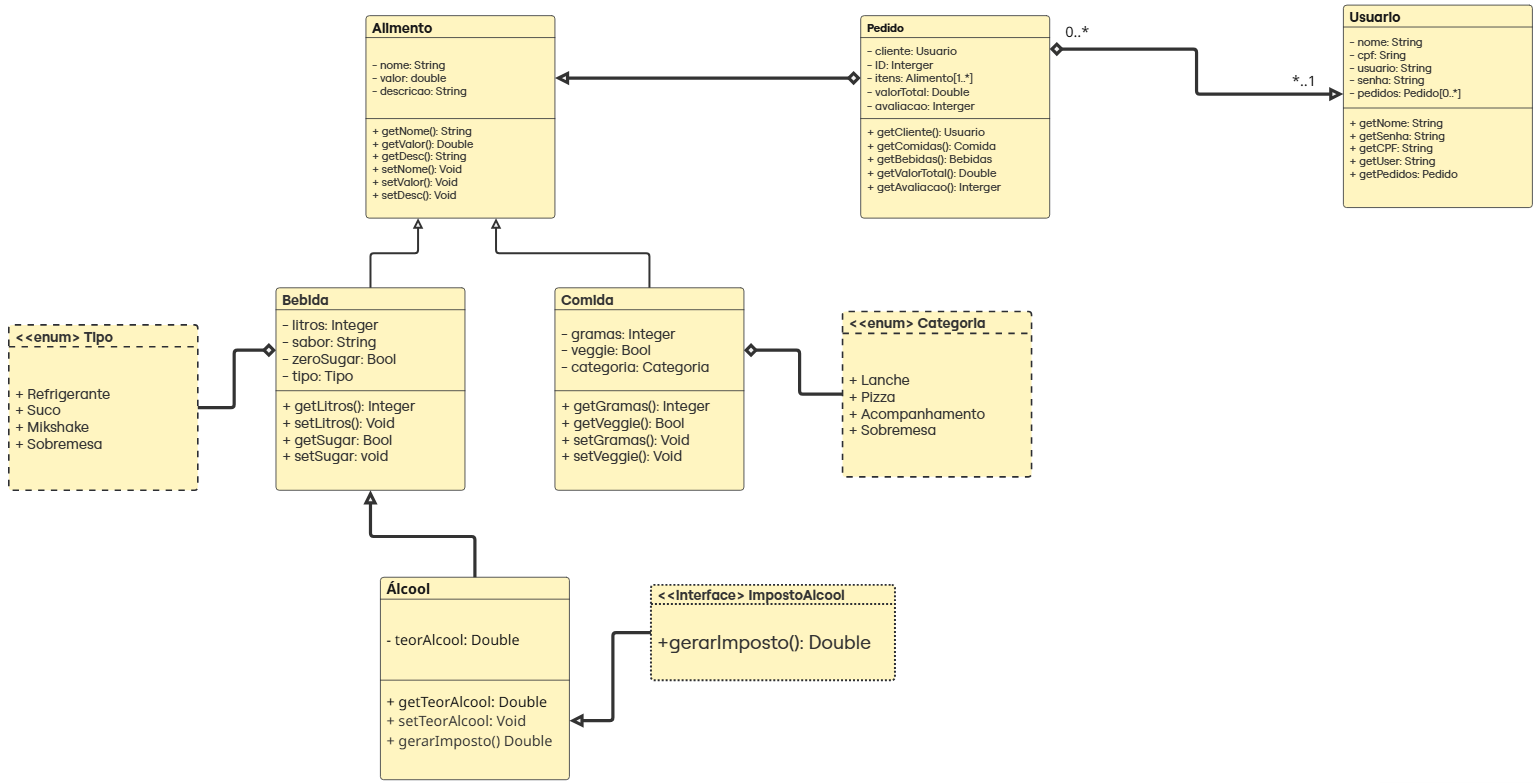 Alimento
- nome: String
- valor: double
- descricao: String
+ getNome(): String
+ getValor(): Double
+ getDesc(): String
+ setNome(): Void
+ setValor(): Void
+ setDesc(): Void
Pedido
- cliente: Usuario
- ID: Interger
- itens: Alimento[1..*]
- valorTotal: Double
- avaliacao: Interger
+ getCliente(): Usuario
+ getComidas(): Comida
+ getBebidas(): Bebidas
+ getValorTotal(): Double
+ getAvaliacao(): Interger
0..*
*..1
Usuario
- nome: String
- cpf: Sring
- usuario: String
- senha: String
- pedidos: Pedido[0..*]
+ getNome: String
+ getSenha: String
+ getCPF: String
+ getUser: String
+ getPedidos: Pedido
<<enum> Tipo
+ Refrigerante
+ Suco
+ Mikshake
+ Sobremesa
Bebida
- litros: Integer
- sabor: String
- zeroSugar: Bool
- tipo: Tipo
+ getLitros(): Integer
+ setLitros(): Void
+ getSugar: Bool
+ setSugar: void
Comida
- gramas: Integer
- veggie: Bool
- categoria: Categoria
+ getGramas(): Integer
+ getVeggie(): Bool
+ setGramas(): Void
+ setVeggie(): Void
<<enum> Categoria
+ Lanche
+ Pizza
+ Acompanhamento
+ Sobremesa
Álcool
- teorAlcool: Double
+ getTeorAlcool: Double
+ setTeorAlcool: Void
+ gerarImposto() Double
<<Interface> ImpostoAlcool
+gerarImposto(): Double